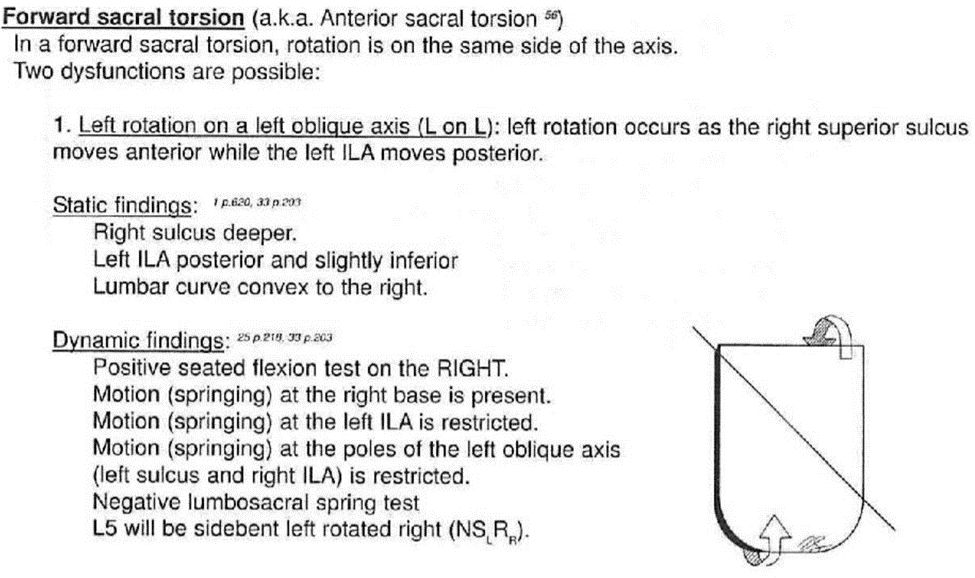 Forward sacral torsion (a.k.a. Anterior sacral torsion 56)
In a forward sacral torsion, rotation is on the same side of the axis.
Two dysfunctions are possible:
1. Left rotation on a left oblique axis (L on L): left rotation occurs as the right superior sulcus
moves anterior while the left ILA moves posterior.
Static findings: 1 p.620, 33 p.203
Right sulcus deeper.
Left ILA posterior and slightly inferior
Lumbar curve convex to the right.
Dynamic findings: 25 p.218, 33 p.203
Positive seated flexion test on the RIGHT.
Motion (springing) at the right base is present.
Motion (springing) at the left ILA is restricted.
Motion (springing) at the poles of the left oblique axis
(left sulcus and right ILA) is restricted.
Negative lumbosacral spring test
L5 will be sidebent left rotated right (NSLRR).